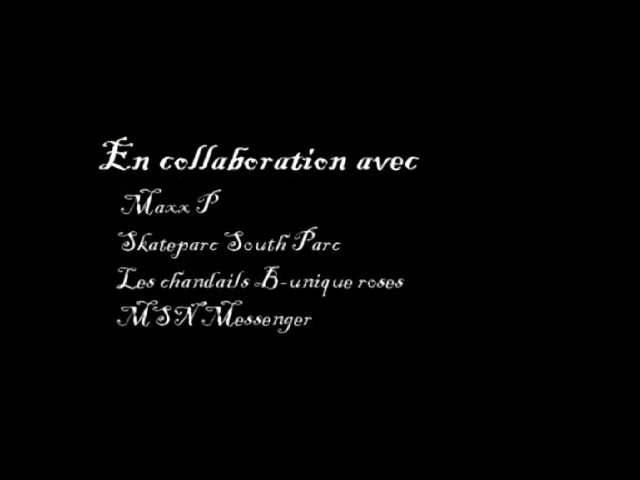 En collaboration avec
Maxx P
Skateparc South Parc
Les chandails B-unique roses
MSN Messenger